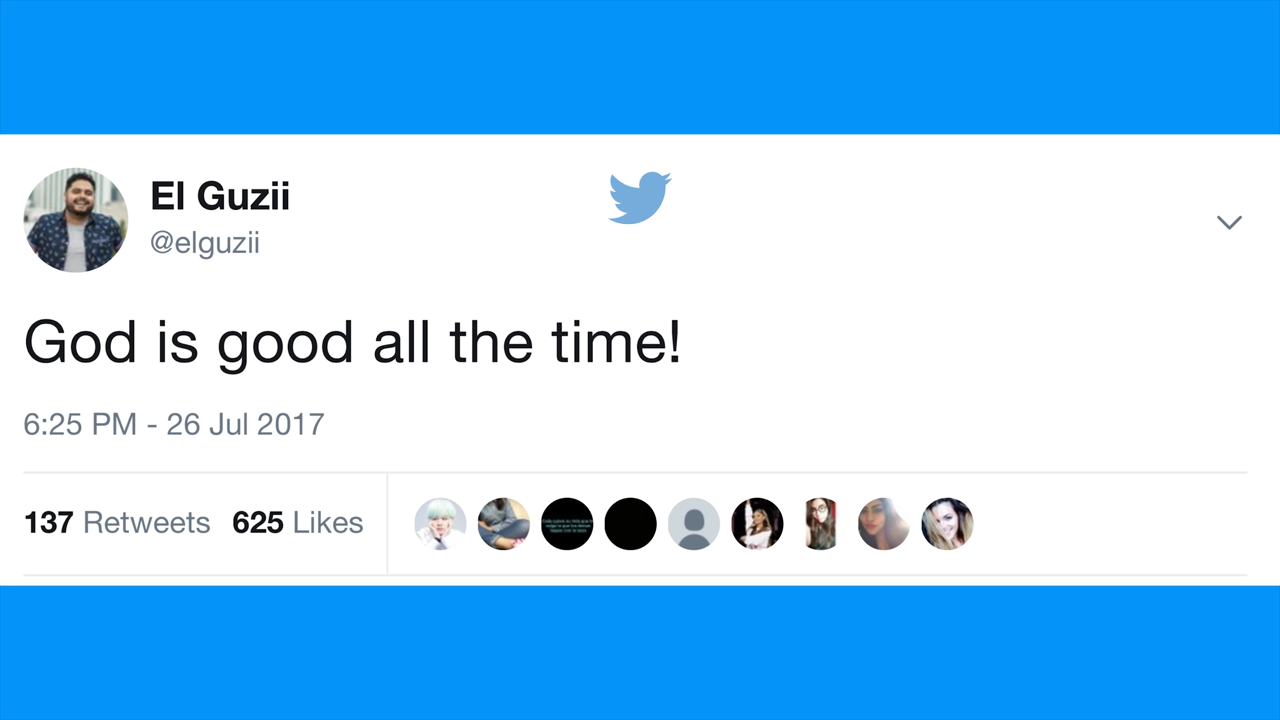 El Guzii
@elguzii
God is good all the time!
6:25 PM - 26 Jul 2017
137 Retweets 625 Likes